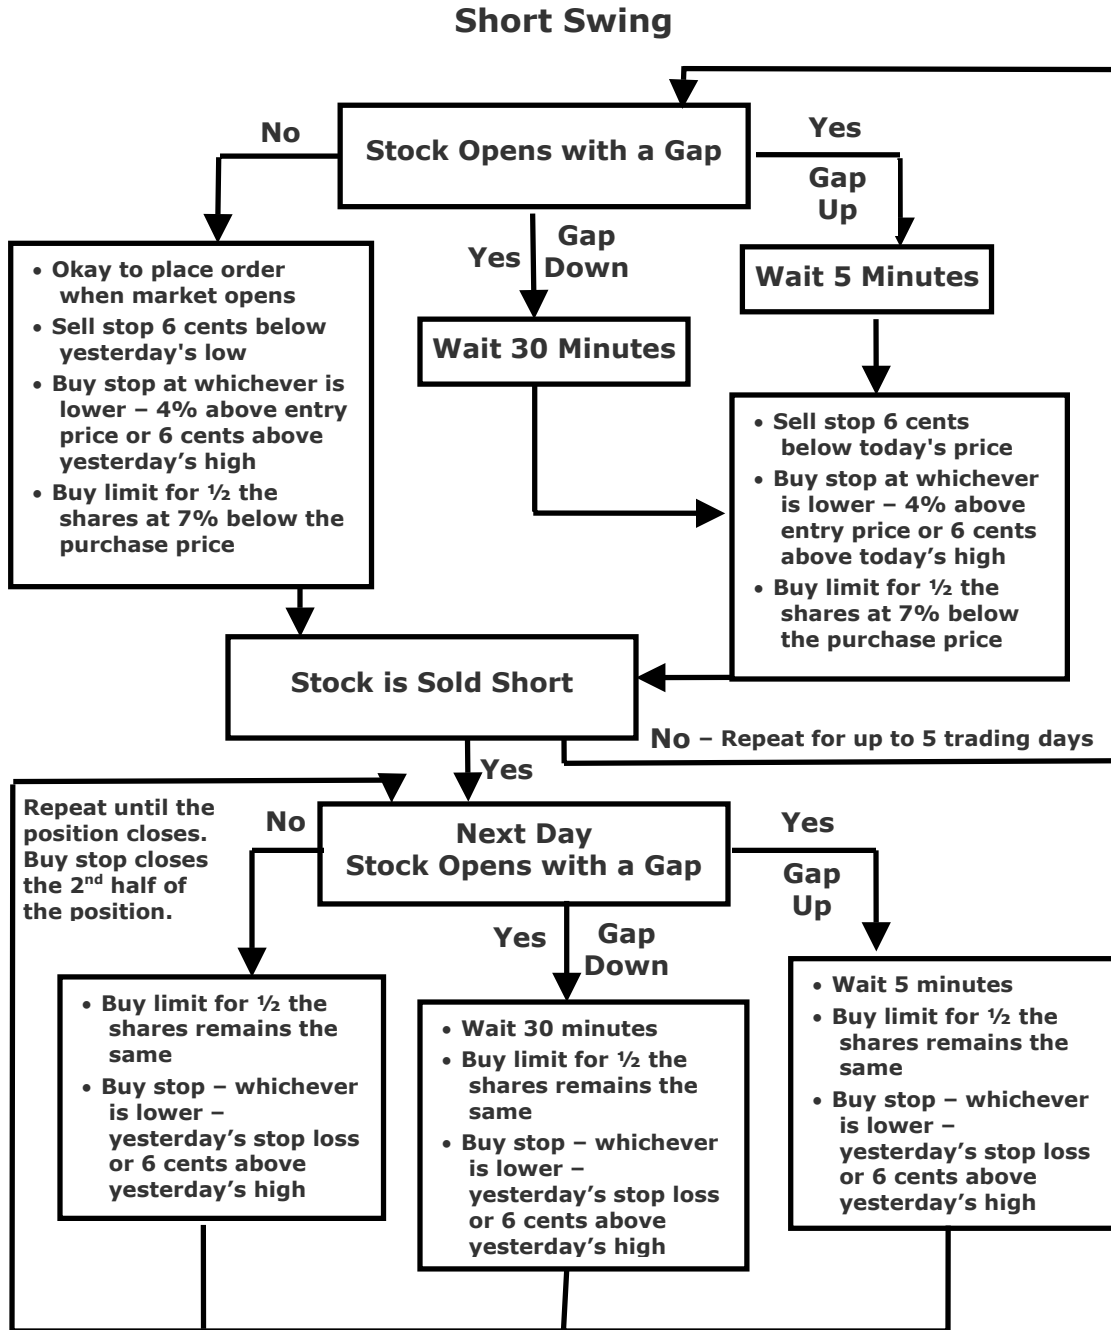 Short Swing
Stock Opens with a Gap
No
Yes
Gap
Up
Yes
Gap
Down
• Okay to place order
when market opens
• Sell stop 6 cents below
yesterday's low
• Buy stop at whichever is
lower – 4% above entry
price or 6 cents above
yesterday’s high
• Buy limit for ½ the
shares at 7% below the
purchase price
Wait 30 Minutes
Wait 5 Minutes
• Sell stop 6 cents
below today's price
• Buy stop at whichever
is lower – 4% above
entry price or 6 cents
above today’s high
• Buy limit for ½ the
shares at 7% below
the purchase price
Stock is Sold Short
No – Repeat for up to 5 trading days
Yes
Repeat until the
position closes.
Buy stop closes
the 2nd half of
the position.
Next Day
Stock Opens with a Gap
No
Yes
Gap
Up
Yes
Gap
Down
• Buy limit for ½ the
shares remains the
same
• Buy stop – whichever
is lower –
yesterday’s stop loss
or 6 cents above
yesterday’s high
• Wait 30 minutes
• Buy limit for ½ the
shares remains the
same
• Buy stop – whichever
is lower –
yesterday’s stop loss
or 6 cents above
yesterday’s high
• Wait 5 minutes
• Buy limit for ½ the
shares remains the
same
• Buy stop – whichever
is lower –
yesterday’s stop loss
or 6 cents above
yesterday’s high